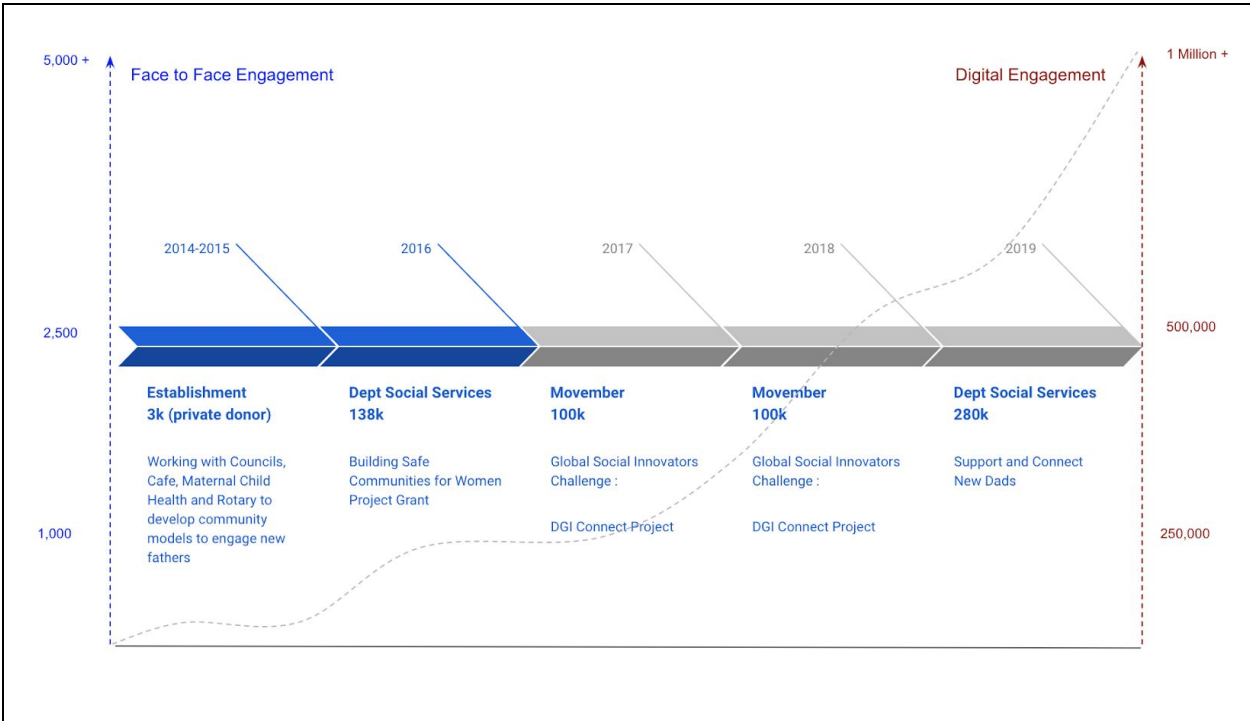 5,000 +
Face to Face Engagement
Digital Engagement
1 Million +
2014-2015
2016
2017
2018
2019
2,500
500,000
Establishment
3k (private donor)
Working with Councils,
Cafe, Maternal Child
Health and Rotary to
develop community
models to engage new
fathers
Dept Social Services
138k
Building Safe
Communities for Women
Project Grant
Movember
100k
Global Social Innovators
Challenge :
DGI Connect Project
Movember
100k
Global Social Innovators
Challenge :
DGI Connect Project
Dept Social Services
280k
Support and Connect
New Dads
1,000
250,000